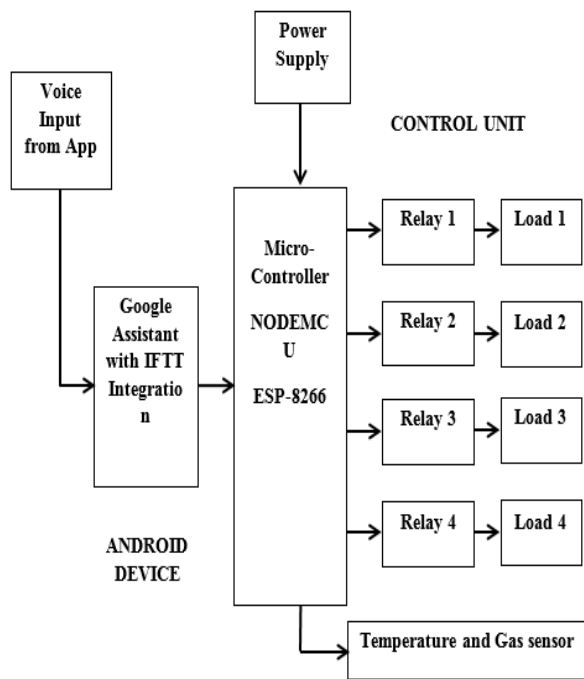 Power
Supply
Voice
Input
from App
CONTROL UNIT
Micro-
Controller
NODEMC
U
ESP-8266
Relay 1
Load 1
Google
Assistant
with IFTT
Integratio
n
Relay 2
Load 2
Relay 3
Load 3
Relay 4
Load 4
ANDROID
DEVICE
Temperature and Gas sensor